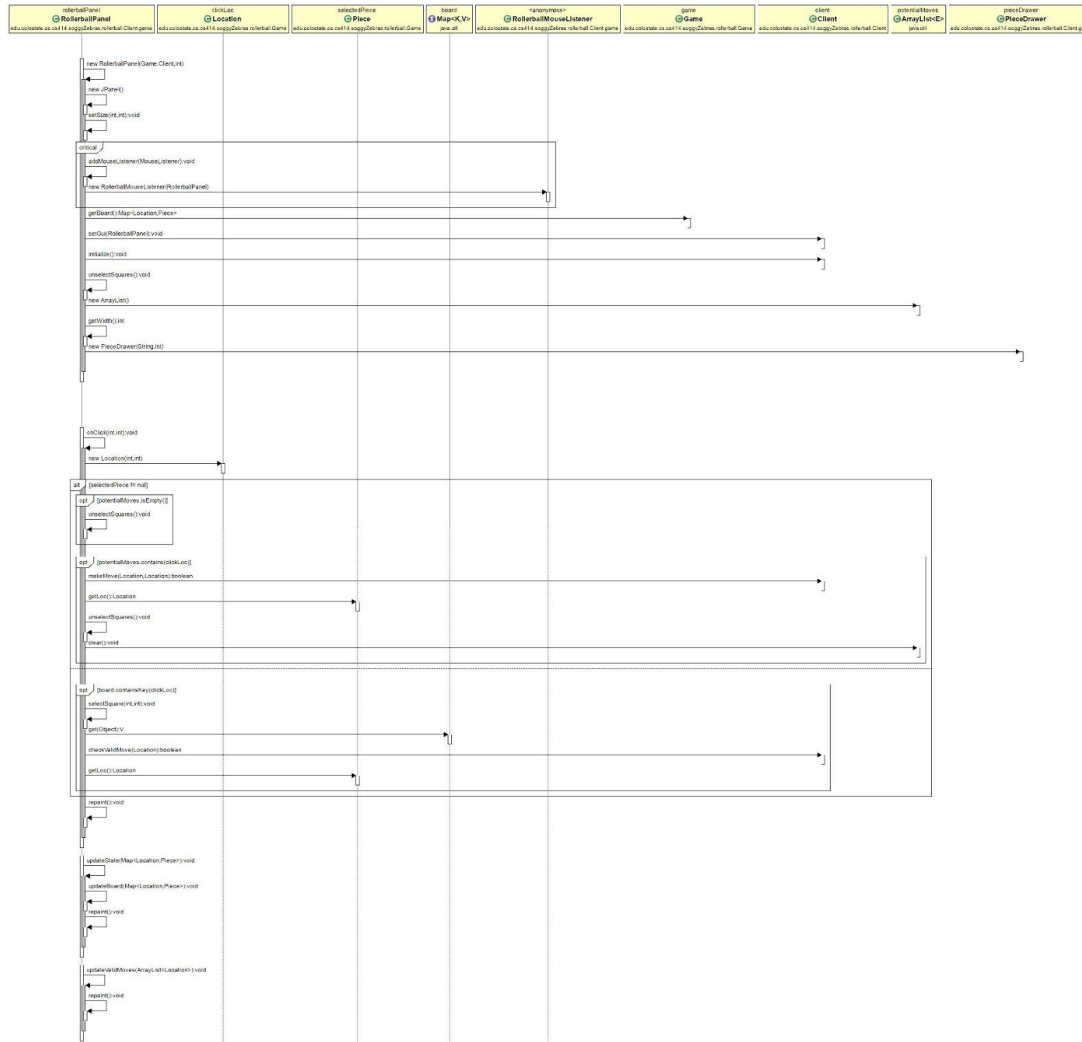 rollerballPanel
RollerballPanel
edu.colostate.cs.cs414.soggyZebras.rollerball.Client.game
clickLoc
Location
edu.colostate.cs.cs414.soggyZebras.rollerball.Game
selectedPiece
Piece
edu.colostate.cs.cs414.soggyZebras.rollerball.Game
board
Map<K,V>
java.util
<anonymous>
RollerballMouseListener
edu.colostate.cs.cs414.soggyZebras.rollerball.Client.game
game
Game
edu.colostate.cs.cs414.soggyZebras.rollerball.Game
client
Client
edu.colostate.cs.cs414.soggyZebras.rollerball.Client
potentialMoves
ArrayList<E>
java.util
pieceDrawer
PieceDrawer
edu.colostate.cs.cs414.soggyZebras.rollerball.Client.g
new RollerballPanel(Game,Client,int)
new JPanel()
setSize(int,int):void
critical
addMouseListener(MouseListener):void
new RollerballMouseListener(RollerballPanel)
getBoard():Map<Location,Piece>
setGui(RollerballPanel):void
initialize():void
unselectSquares():void
new ArrayList()
getWidth():int
new PieceDrawer(String,int)
onClick(int,int):void
new Location(int,int)
alt [selectedPiece != null]
opt [potentialMoves.isEmpty()]
unselectSquares():void
opt [potentialMoves.contains(clickLoc)]
makeMove(Location,Location):boolean
getLoc():Location
unselectSquares():void
clear():void
opt [board.containsKey(clickLoc)]
selectSquare(int,int):void
get(Object):V
checkValidMove(Location):boolean
getLoc():Location
repaint():void
updateState(Map<Location,Piece>):void
updateBoard(Map<Location,Piece>):void
repaint():void
updateValidMoves(ArrayList<Location>):void
repaint():void